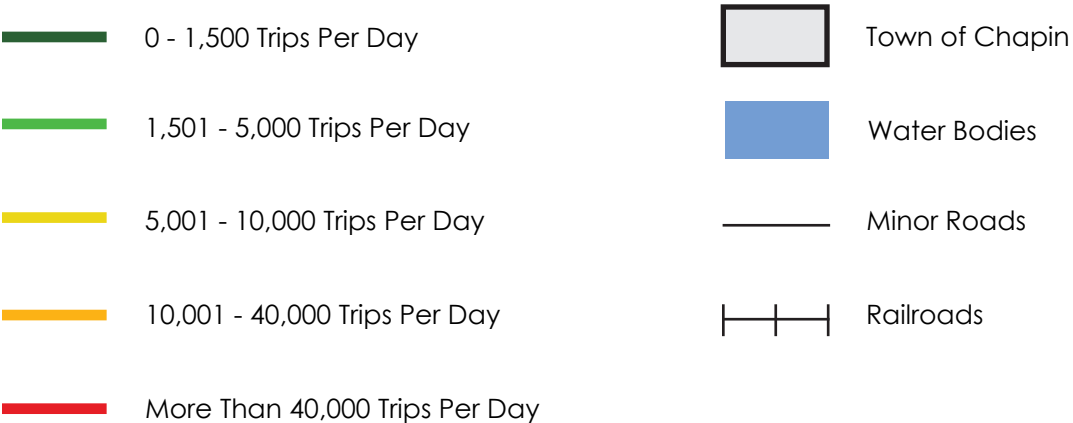 0 - 1,500 Trips Per Day
1,501 - 5,000 Trips Per Day
5,001 - 10,000 Trips Per Day
10,001 - 40,000 Trips Per Day
More Than 40,000 Trips Per Day
Town of Chapin
Water Bodies
Minor Roads
Railroads